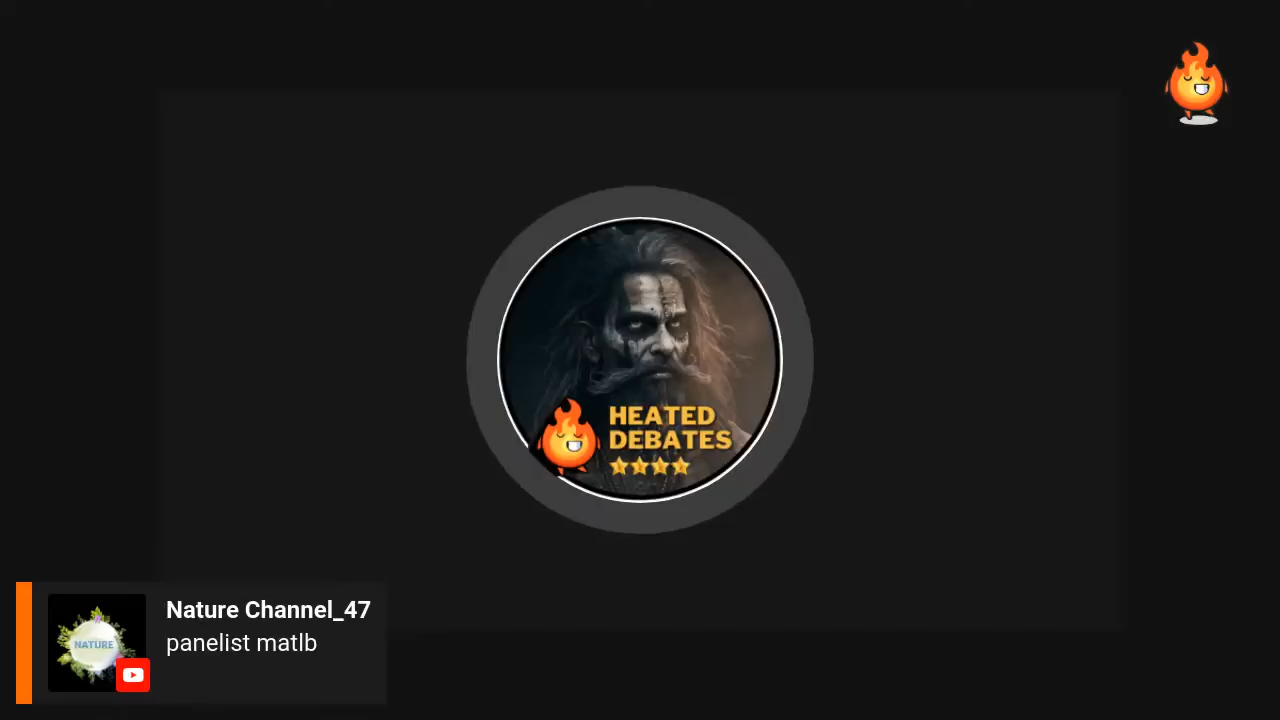 HEATED
DEBATES
Nature Channel_47
panelist matlb
NATURE